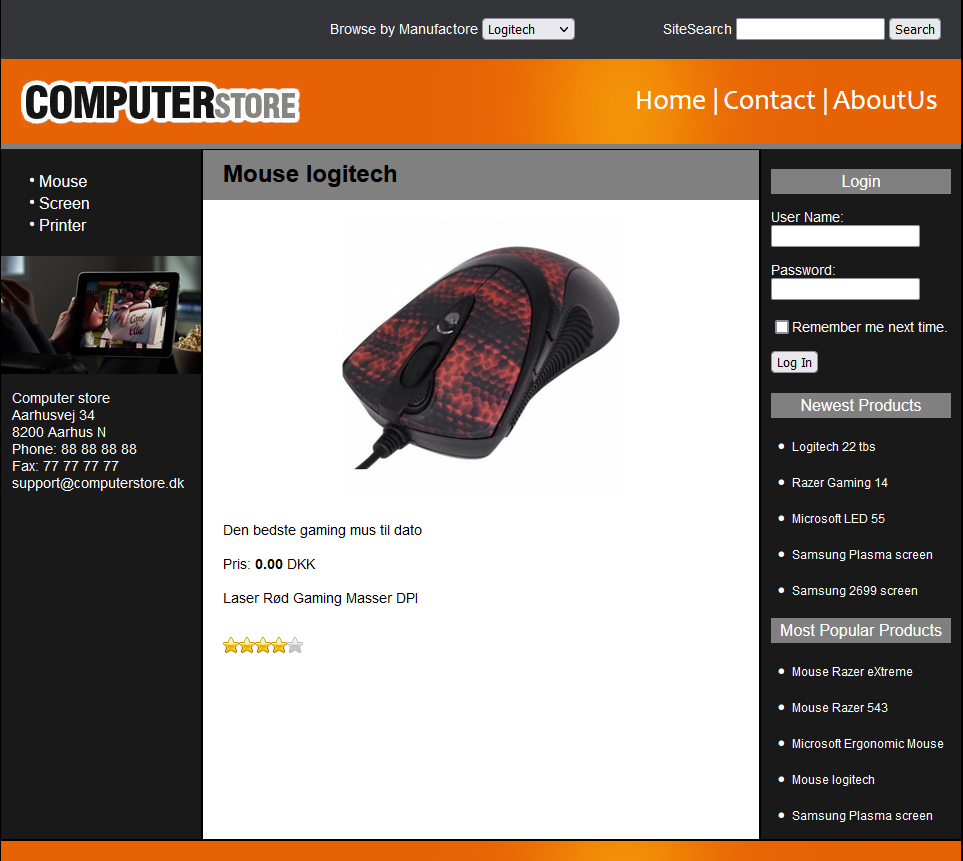 Browse by Manufactore Logitech SiteSearch Search
COMPUTERSTORE
Home | Contact | AboutUs
• Mouse
• Screen
• Printer
Computer store
Aarhusvej 34
8200 Aarhus N
Phone: 88 88 88 88
Fax: 77 77 77 77
support@computerstore.dk
Mouse logitech
Den bedste gaming mus til dato
Pris: 0.00 DKK
Laser Rød Gaming Masser DPI
Login
User Name:
Password:
Remember me next time.
Log In
Newest Products
• Logitech 22 tbs
• Razer Gaming 14
• Microsoft LED 55
• Samsung Plasma screen
• Samsung 2699 screen
Most Popular Products
• Mouse Razer eXtreme
• Mouse Razer 543
• Microsoft Ergonomic Mouse
• Mouse logitech
• Samsung Plasma screen